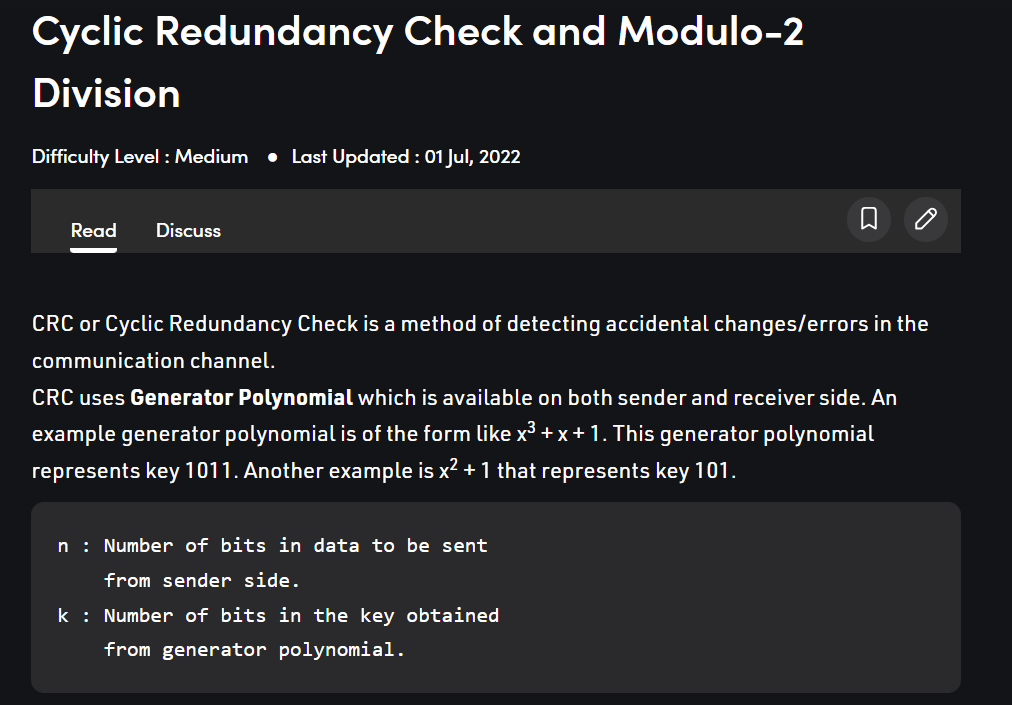 Cyclic Redundancy Check and Modulo-2
Division
Difficulty Level : Medium ● Last Updated : 01 Jul, 2022
Read Discuss
CRC or Cyclic Redundancy Check is a method of detecting accidental changes/errors in the
communication channel.
CRC uses Generator Polynomial which is available on both sender and receiver side. An
example generator polynomial is of the form like x³ + x + 1. This generator polynomial
represents key 1011. Another example is x² + 1 that represents key 101.
n : Number of bits in data to be sent
from sender side.
k : Number of bits in the key obtained
from generator polynomial.